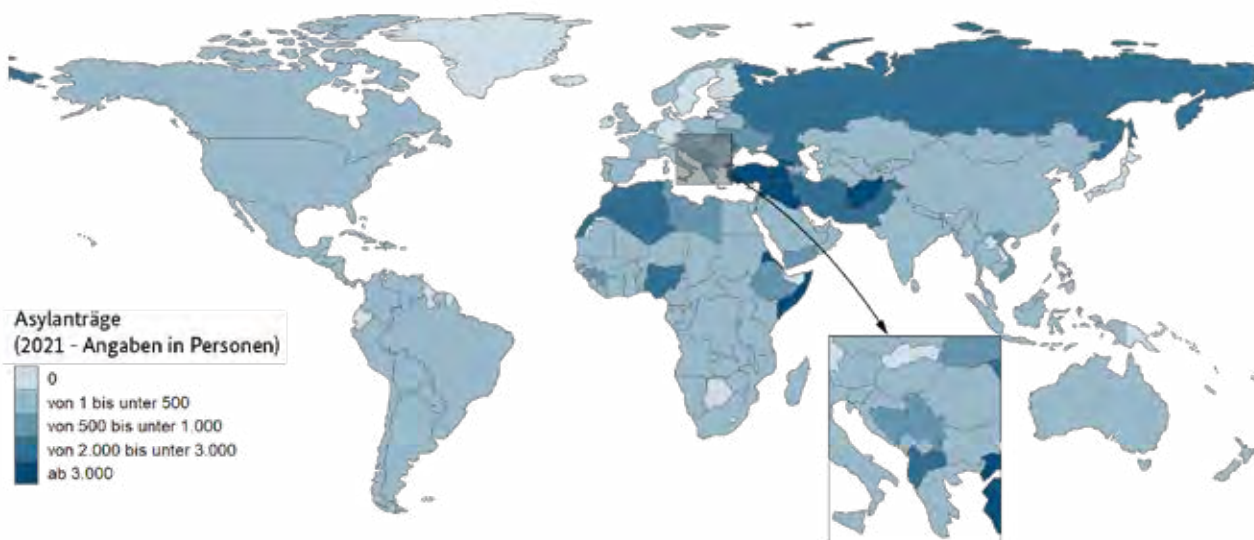 Asylanträge
(2021 - Angaben in Personen)
0
von 1 bis unter 500
von 500 bis unter 1.000
von 2.000 bis unter 3.000
ab 3.000